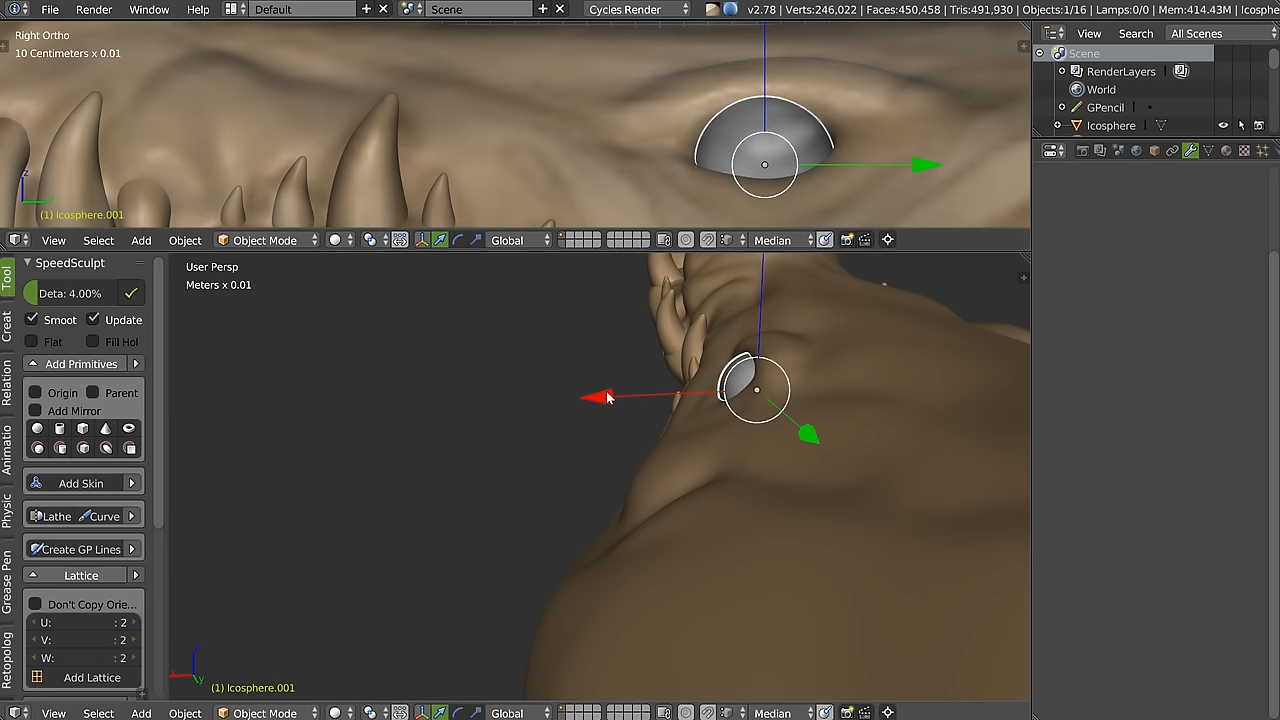 File Render Window Help Default Scene Cycles Render v2.78 | Verts:246,022 | Faces:450,458 | Tris:491,930 | Objects:1/16 | Lamps:0/0 | Mem:414.43M | Icosphe
Right Ortho
10 Centimeters x 0.01
(1) Icosphere.001
View Select Add Object Object Mode Global Median
View Search All Scenes
Scene
RenderLayers
World
GPencil
Icosphere
Tool
Creat
Relation
Animatio
Physic
Grease Pen
Retopolog
SpeedSculpt
Deta: 4.00%
Smoot Update
Flat Fill Hol
Add Primitives
Origin Parent
Add Mirror
Add Skin
Lathe Curve
Create GP Lines
Lattice
Don't Copy Orie...
U: : 2
V: : 2
W: : 2
Add Lattice
User Persp
Meters x 0.01
(1) Icosphere.001
View Select Add Object Object Mode Global Median